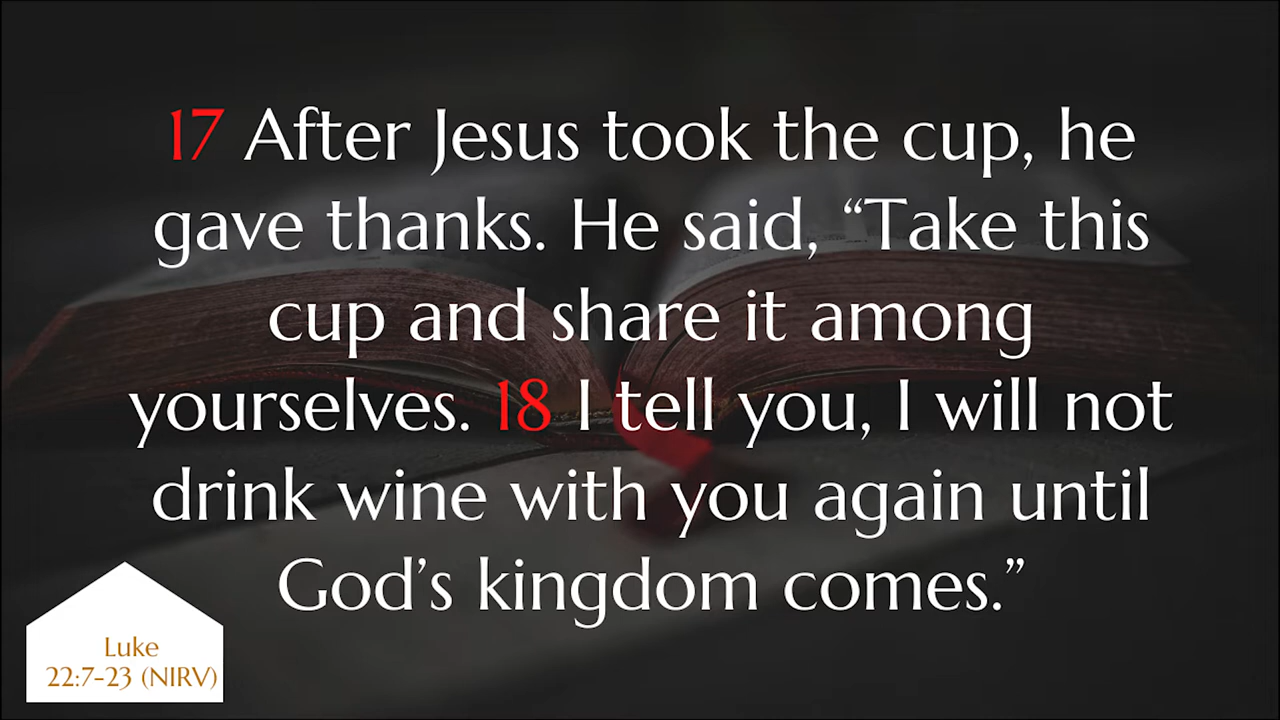 17 After Jesus took the cup, he
gave thanks. He said, “Take this
cup and share it among
yourselves. 18 I tell you, I will not
drink wine with you again until
God’s kingdom comes.”
Luke
22:7-23 (NIRV)